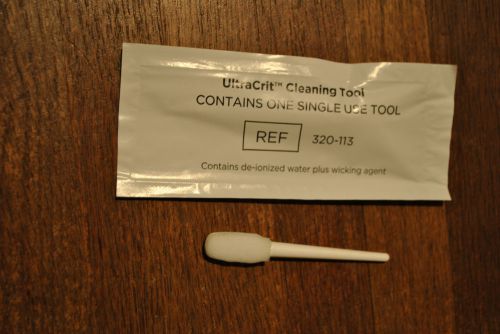 UltraCrit™ Cleaning Tool
CONTAINS ONE SINGLE USE TOOL
REF 320-113
Contains de-ionized water plus wicking agent